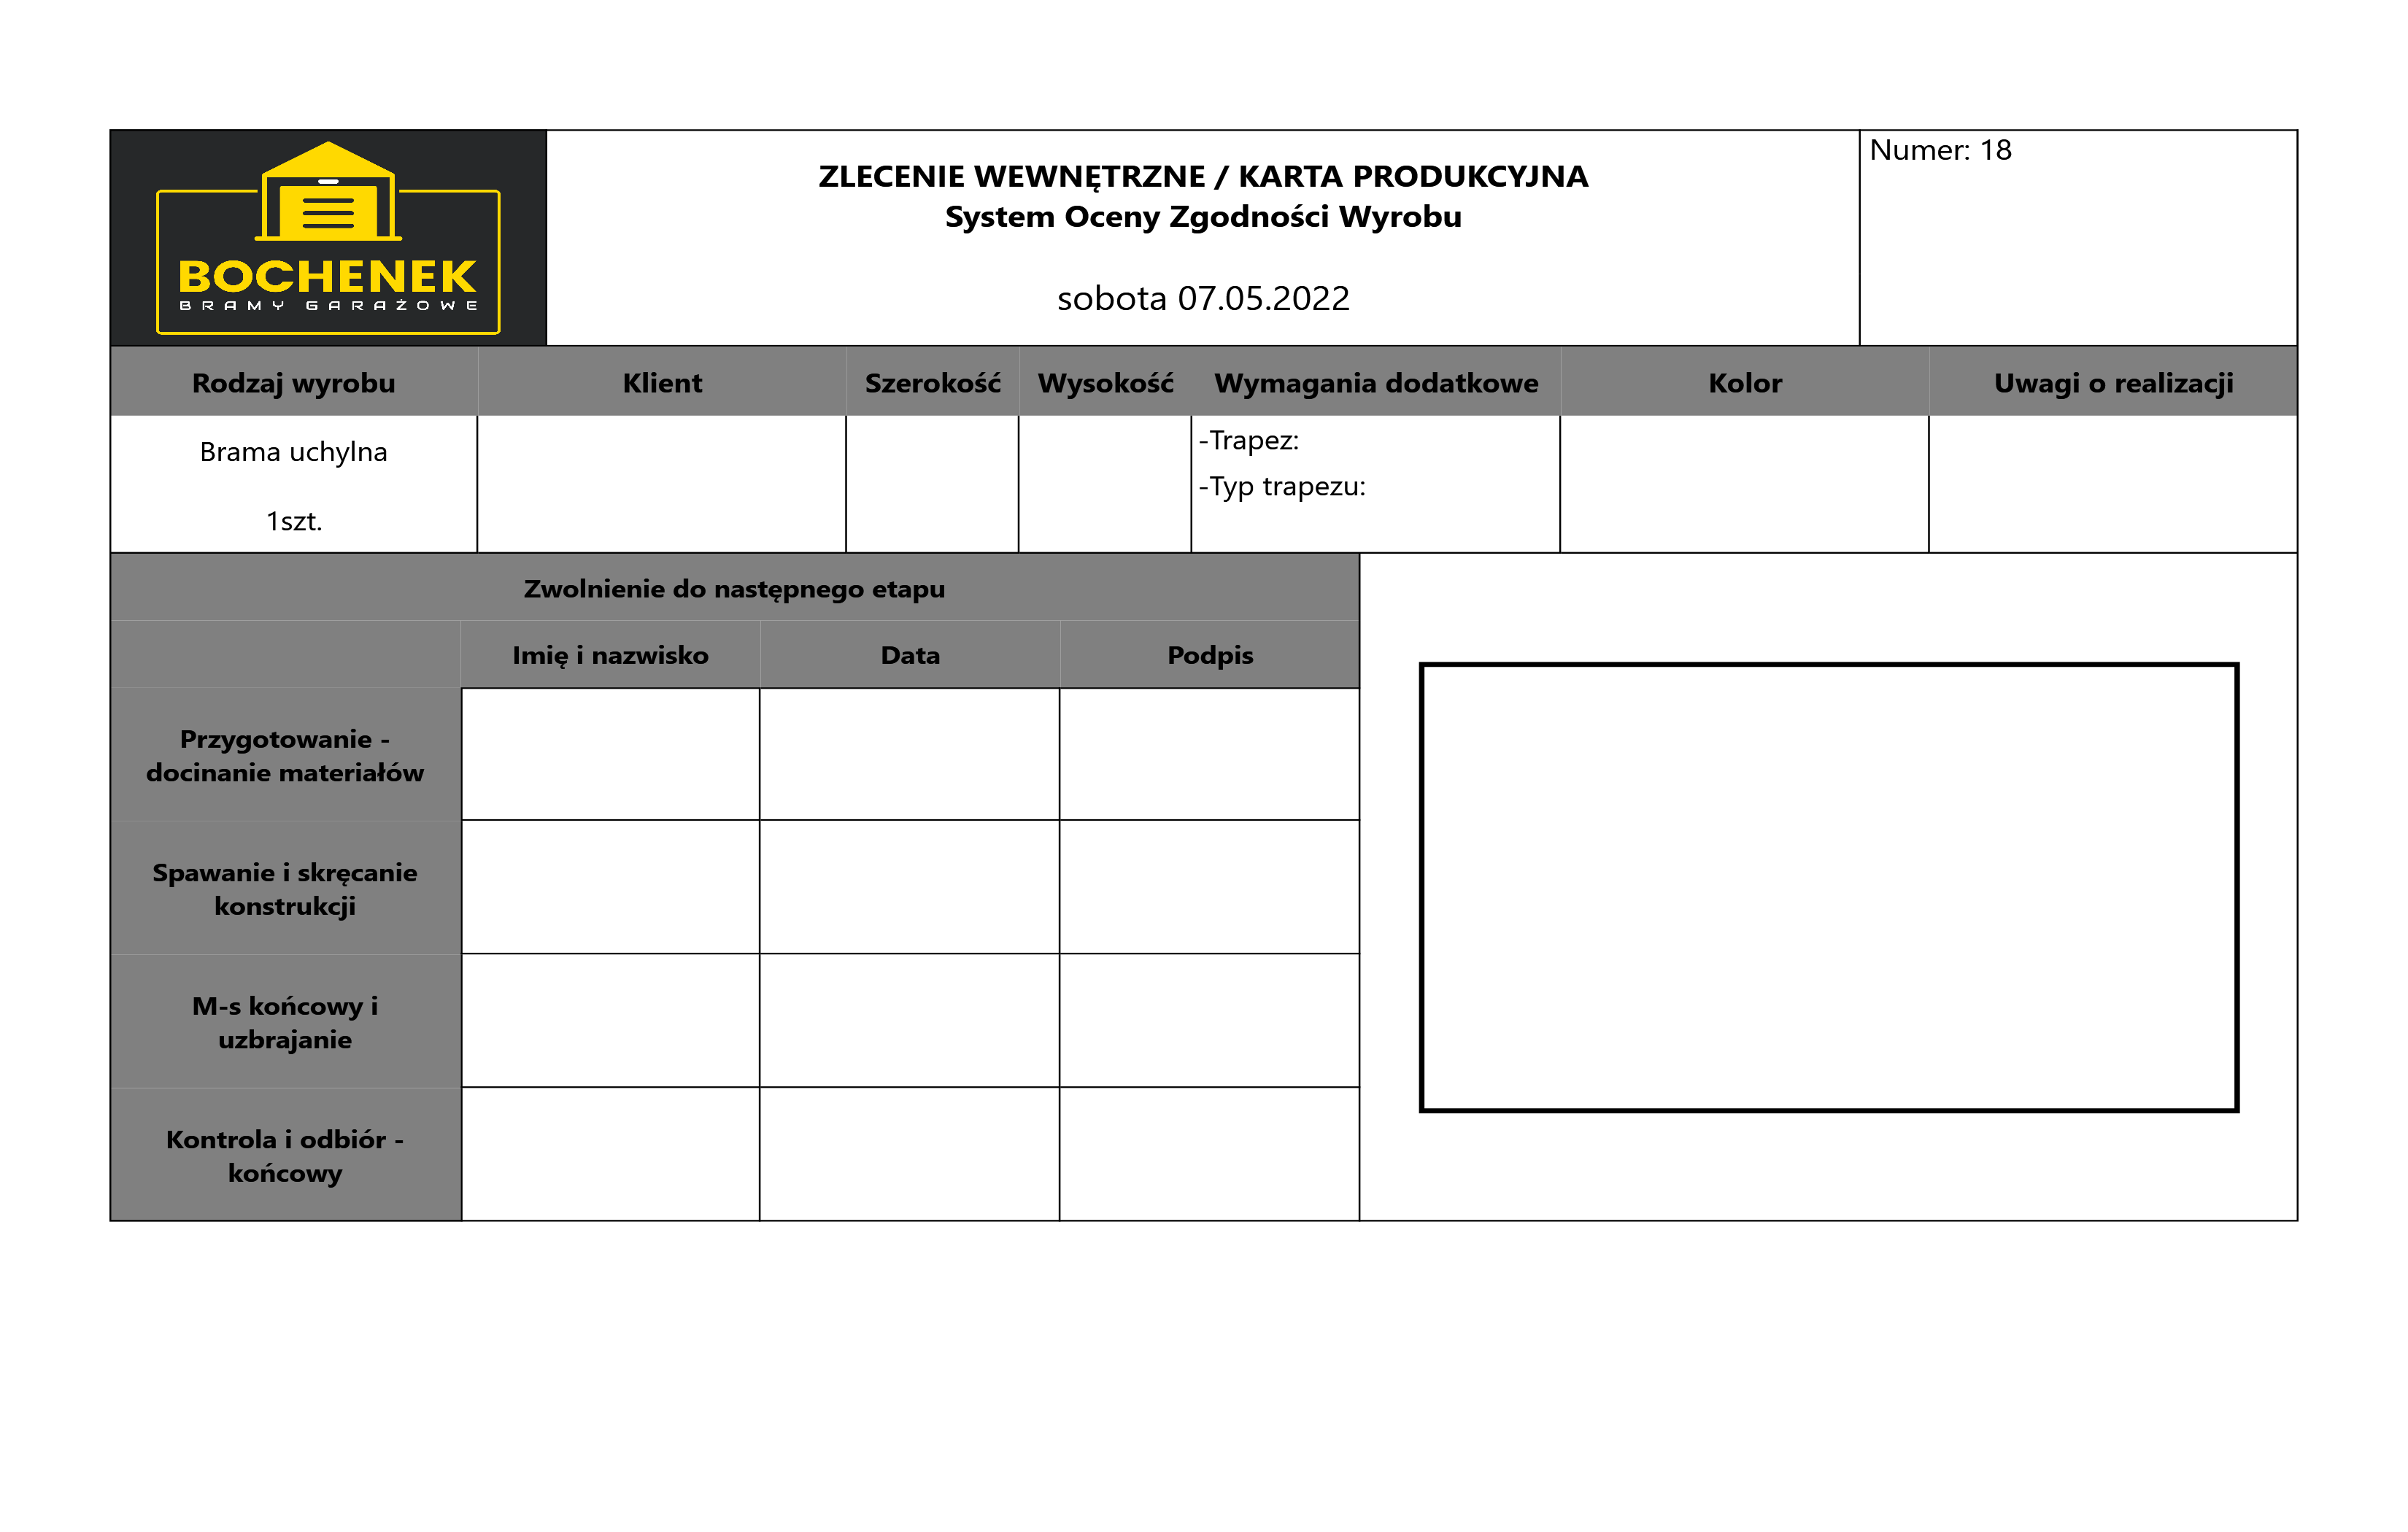 BOCHENEK
BRAMY GARAŻOWE
ZLECENIE WEWNĘTRZNE / KARTA PRODUKCYJNA
System Oceny Zgodności Wyrobu
sobota 07.05.2022
Numer: 18
Rodzaj wyrobu Klient Szerokość Wysokość Wymagania dodatkowe Kolor Uwagi o realizacji
Brama uchylna
1szt.
-Trapez:
-Typ trapezu:
Zwolnienie do następnego etapu
Imię i nazwisko Data Podpis
Przygotowanie -
docinanie materiałów
Spawanie i skręcanie
konstrukcji
M-s końcowy i
uzbrajanie
Kontrola i odbiór -
końcowy